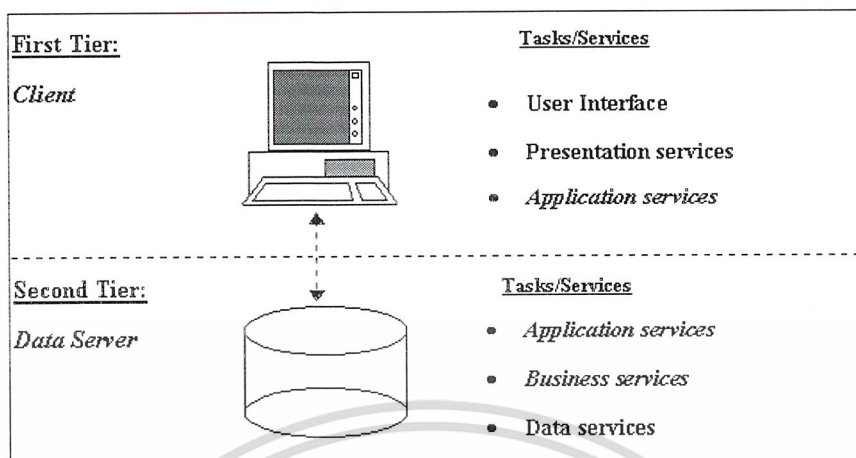 First Tier:
Client
Tasks/Services
• User Interface
• Presentation services
• Application services
Second Tier:
Data Server
Tasks/Services
• Application services
• Business services
• Data services